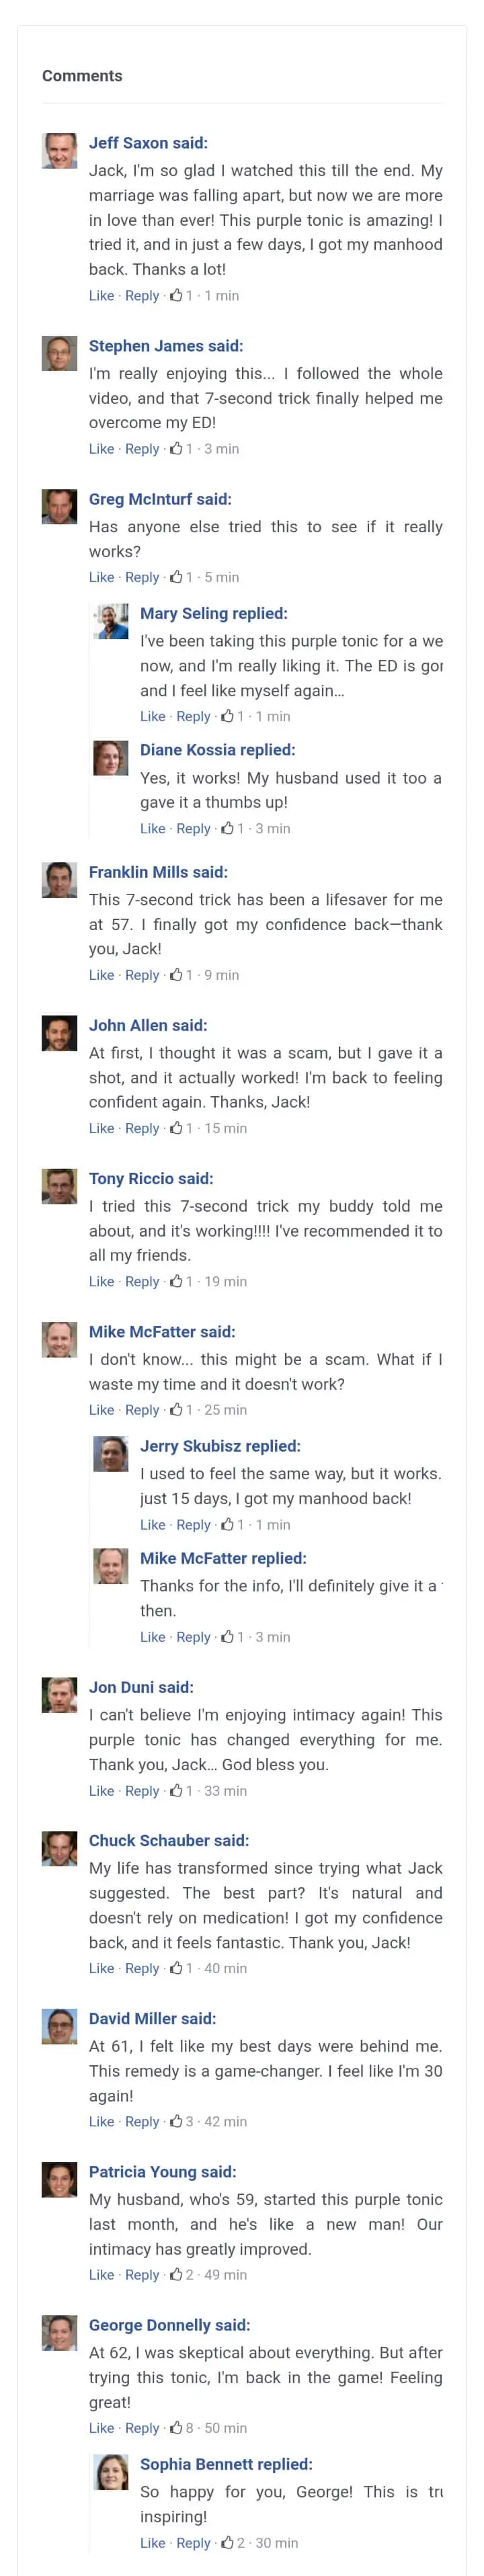 Comments
Jeff Saxon said:
Jack, I'm so glad I watched this till the end. My
marriage was falling apart, but now we are more
in love than ever! This purple tonic is amazing! I
tried it, and in just a few days, I got my manhood
back. Thanks a lot!
Like · Reply · 1 · 1 min
Stephen James said:
I'm really enjoying this... I followed the whole
video, and that 7-second trick finally helped me
overcome my ED!
Like · Reply · 1 · 3 min
Greg McInturf said:
Has anyone else tried this to see if it really
works?
Like · Reply · 1 · 5 min
Mary Seling replied:
I've been taking this purple tonic for a we
now, and I'm really liking it. The ED is gor
and I feel like myself again...
Like · Reply · 1 · 1 min
Diane Kossia replied:
Yes, it works! My husband used it too a
gave it a thumbs up!
Like · Reply · 1 · 3 min
Franklin Mills said:
This 7-second trick has been a lifesaver for me
at 57. I finally got my confidence back—thank
you, Jack!
Like · Reply · 1 · 9 min
John Allen said:
At first, I thought it was a scam, but I gave it a
shot, and it actually worked! I'm back to feeling
confident again. Thanks, Jack!
Like · Reply · 1 · 15 min
Tony Riccio said:
I tried this 7-second trick my buddy told me
about, and it's working!!!! I've recommended it to
all my friends.
Like · Reply · 1 · 19 min
Mike McFatter said:
I don't know... this might be a scam. What if I
waste my time and it doesn't work?
Like · Reply · 1 · 25 min
Jerry Skubisz replied:
I used to feel the same way, but it works.
just 15 days, I got my manhood back!
Like · Reply · 1 · 1 min
Mike McFatter replied:
Thanks for the info, I'll definitely give it a
then.
Like · Reply · 1 · 3 min
Jon Duni said:
I can't believe I'm enjoying intimacy again! This
purple tonic has changed everything for me.
Thank you, Jack... God bless you.
Like · Reply · 1 · 33 min
Chuck Schauber said:
My life has transformed since trying what Jack
suggested. The best part? It's natural and
doesn't rely on medication! I got my confidence
back, and it feels fantastic. Thank you, Jack!
Like · Reply · 1 · 40 min
David Miller said:
At 61, I felt like my best days were behind me.
This remedy is a game-changer. I feel like I'm 30
again!
Like · Reply · 3 · 42 min
Patricia Young said:
My husband, who's 59, started this purple tonic
last month, and he's like a new man! Our
intimacy has greatly improved.
Like · Reply · 2 · 49 min
George Donnelly said:
At 62, I was skeptical about everything. But after
trying this tonic, I'm back in the game! Feeling
great!
Like · Reply · 8 · 50 min
Sophia Bennett replied:
So happy for you, George! This is tru
inspiring!
Like · Reply · 2 · 30 min